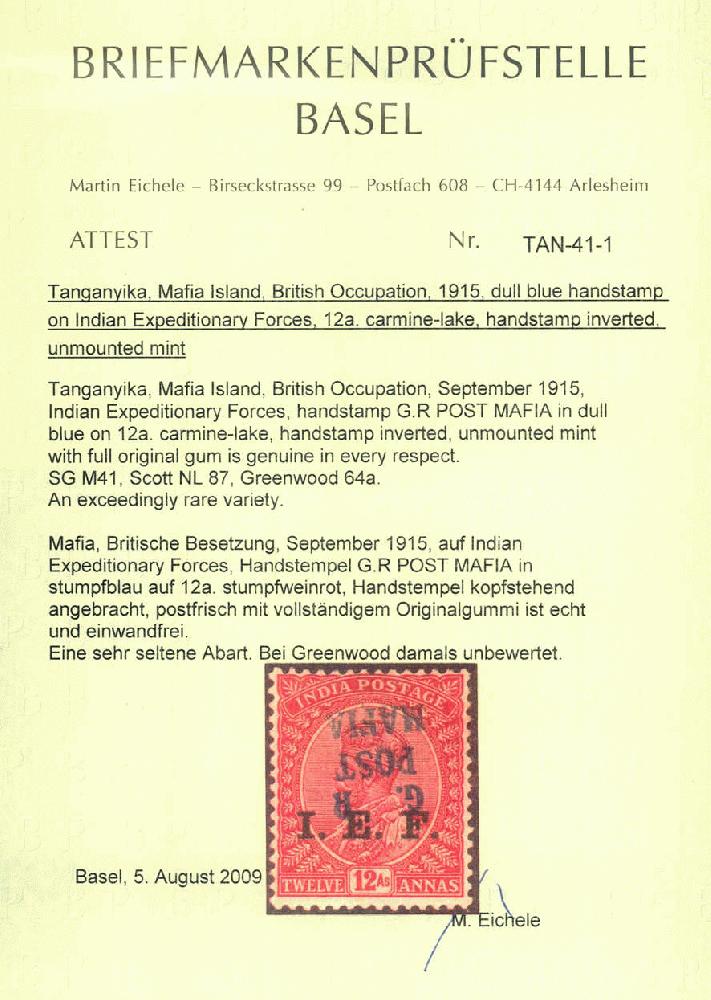 BRIEFMARKENPRÜFSTELLE
BASEL
Martin Eichele – Birseckstrasse 99 – Postfach 608 – CH-4144 Arlesheim
ATTEST Nr. TAN-41-1
Tanganyika, Mafia Island, British Occupation, 1915, dull blue handstamp
on Indian Expeditionary Forces, 12a. carmine-lake, handstamp inverted,
unmounted mint
Tanganyika, Mafia Island, British Occupation, September 1915,
Indian Expeditionary Forces, handstamp G.R POST MAFIA in dull
blue on 12a. carmine-lake, handstamp inverted, unmounted mint
with full original gum is genuine in every respect.
SG M41, Scott NL 87, Greenwood 64a.
An exceedingly rare variety.
Mafia, Britische Besetzung, September 1915, auf Indian
Expeditionary Forces, Handstempel G.R POST MAFIA in
stumpfblau auf 12a. stumpfweinrot, Handstempel kopfstehend
angebracht, postfrisch mit vollständigem Originalgummi ist echt
und einwandfrei.
Eine sehr seltene Abart. Bei Greenwood damals unbewertet.
INDIA POSTAGE
MAFIA
POST
G. R
I. E. F.
TWELVE 12As ANNAS
Basel, 5. August 2009
M. Eichele